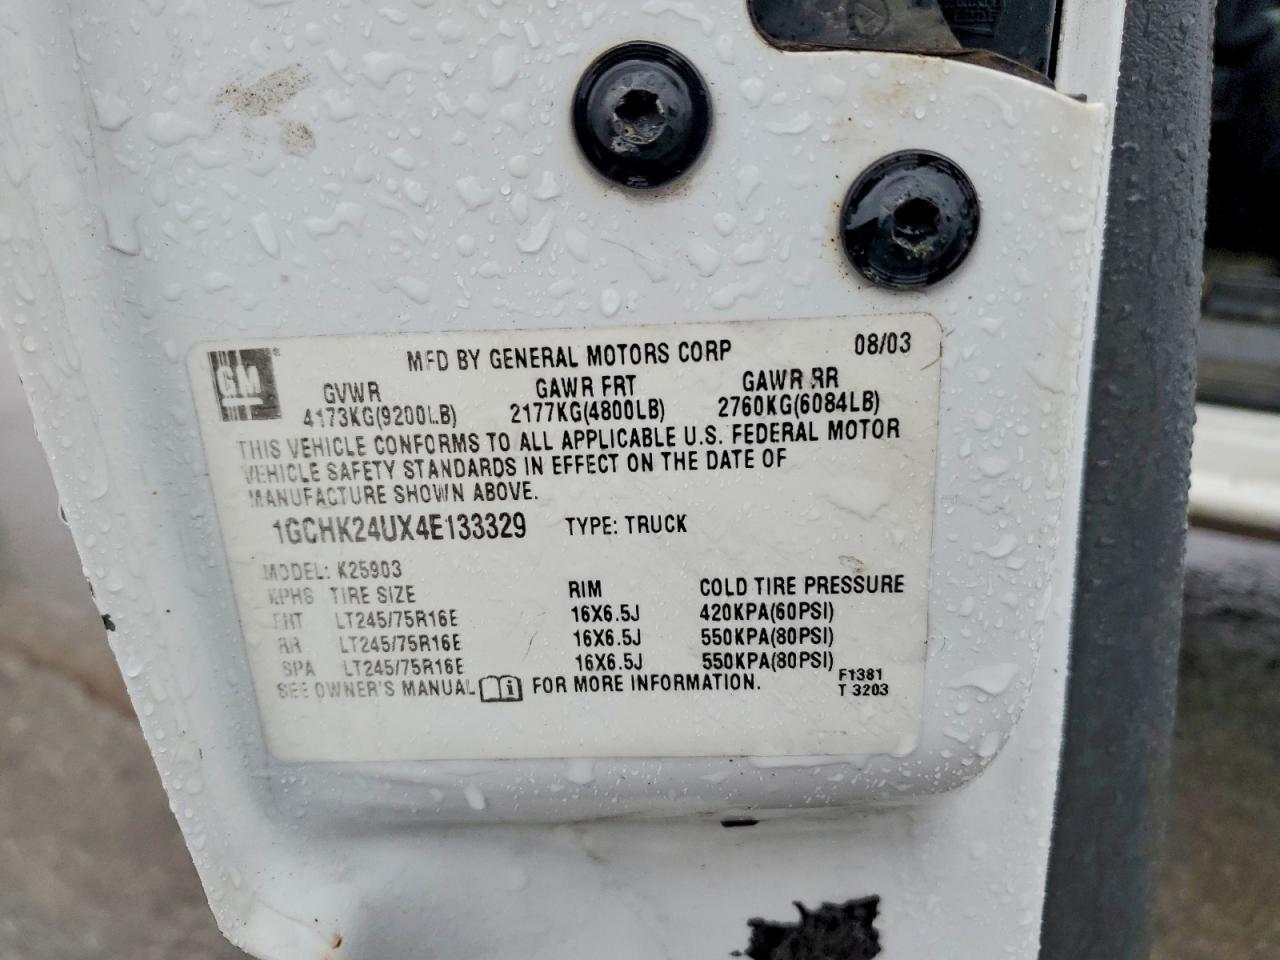 GM
MFD BY GENERAL MOTORS CORP 08/03
GVWR GAWR FRT GAWR RR
4173KG(9200LB) 2177KG(4800LB) 2760KG(6084LB)
THIS VEHICLE CONFORMS TO ALL APPLICABLE U.S. FEDERAL MOTOR
VEHICLE SAFETY STANDARDS IN EFFECT ON THE DATE OF
MANUFACTURE SHOWN ABOVE.
1GCHK24UX4E133329 TYPE: TRUCK
MODEL: K25903
TIRE SIZE RIM COLD TIRE PRESSURE
FNT LT245/75R16E 16X6.5J 420KPA(60PSI)
RR LT245/75R16E 16X6.5J 550KPA(80PSI)
SPA LT245/75R16E 16X6.5J 550KPA(80PSI)
SEE OWNER'S MANUAL FOR MORE INFORMATION.
F1381
T 3203